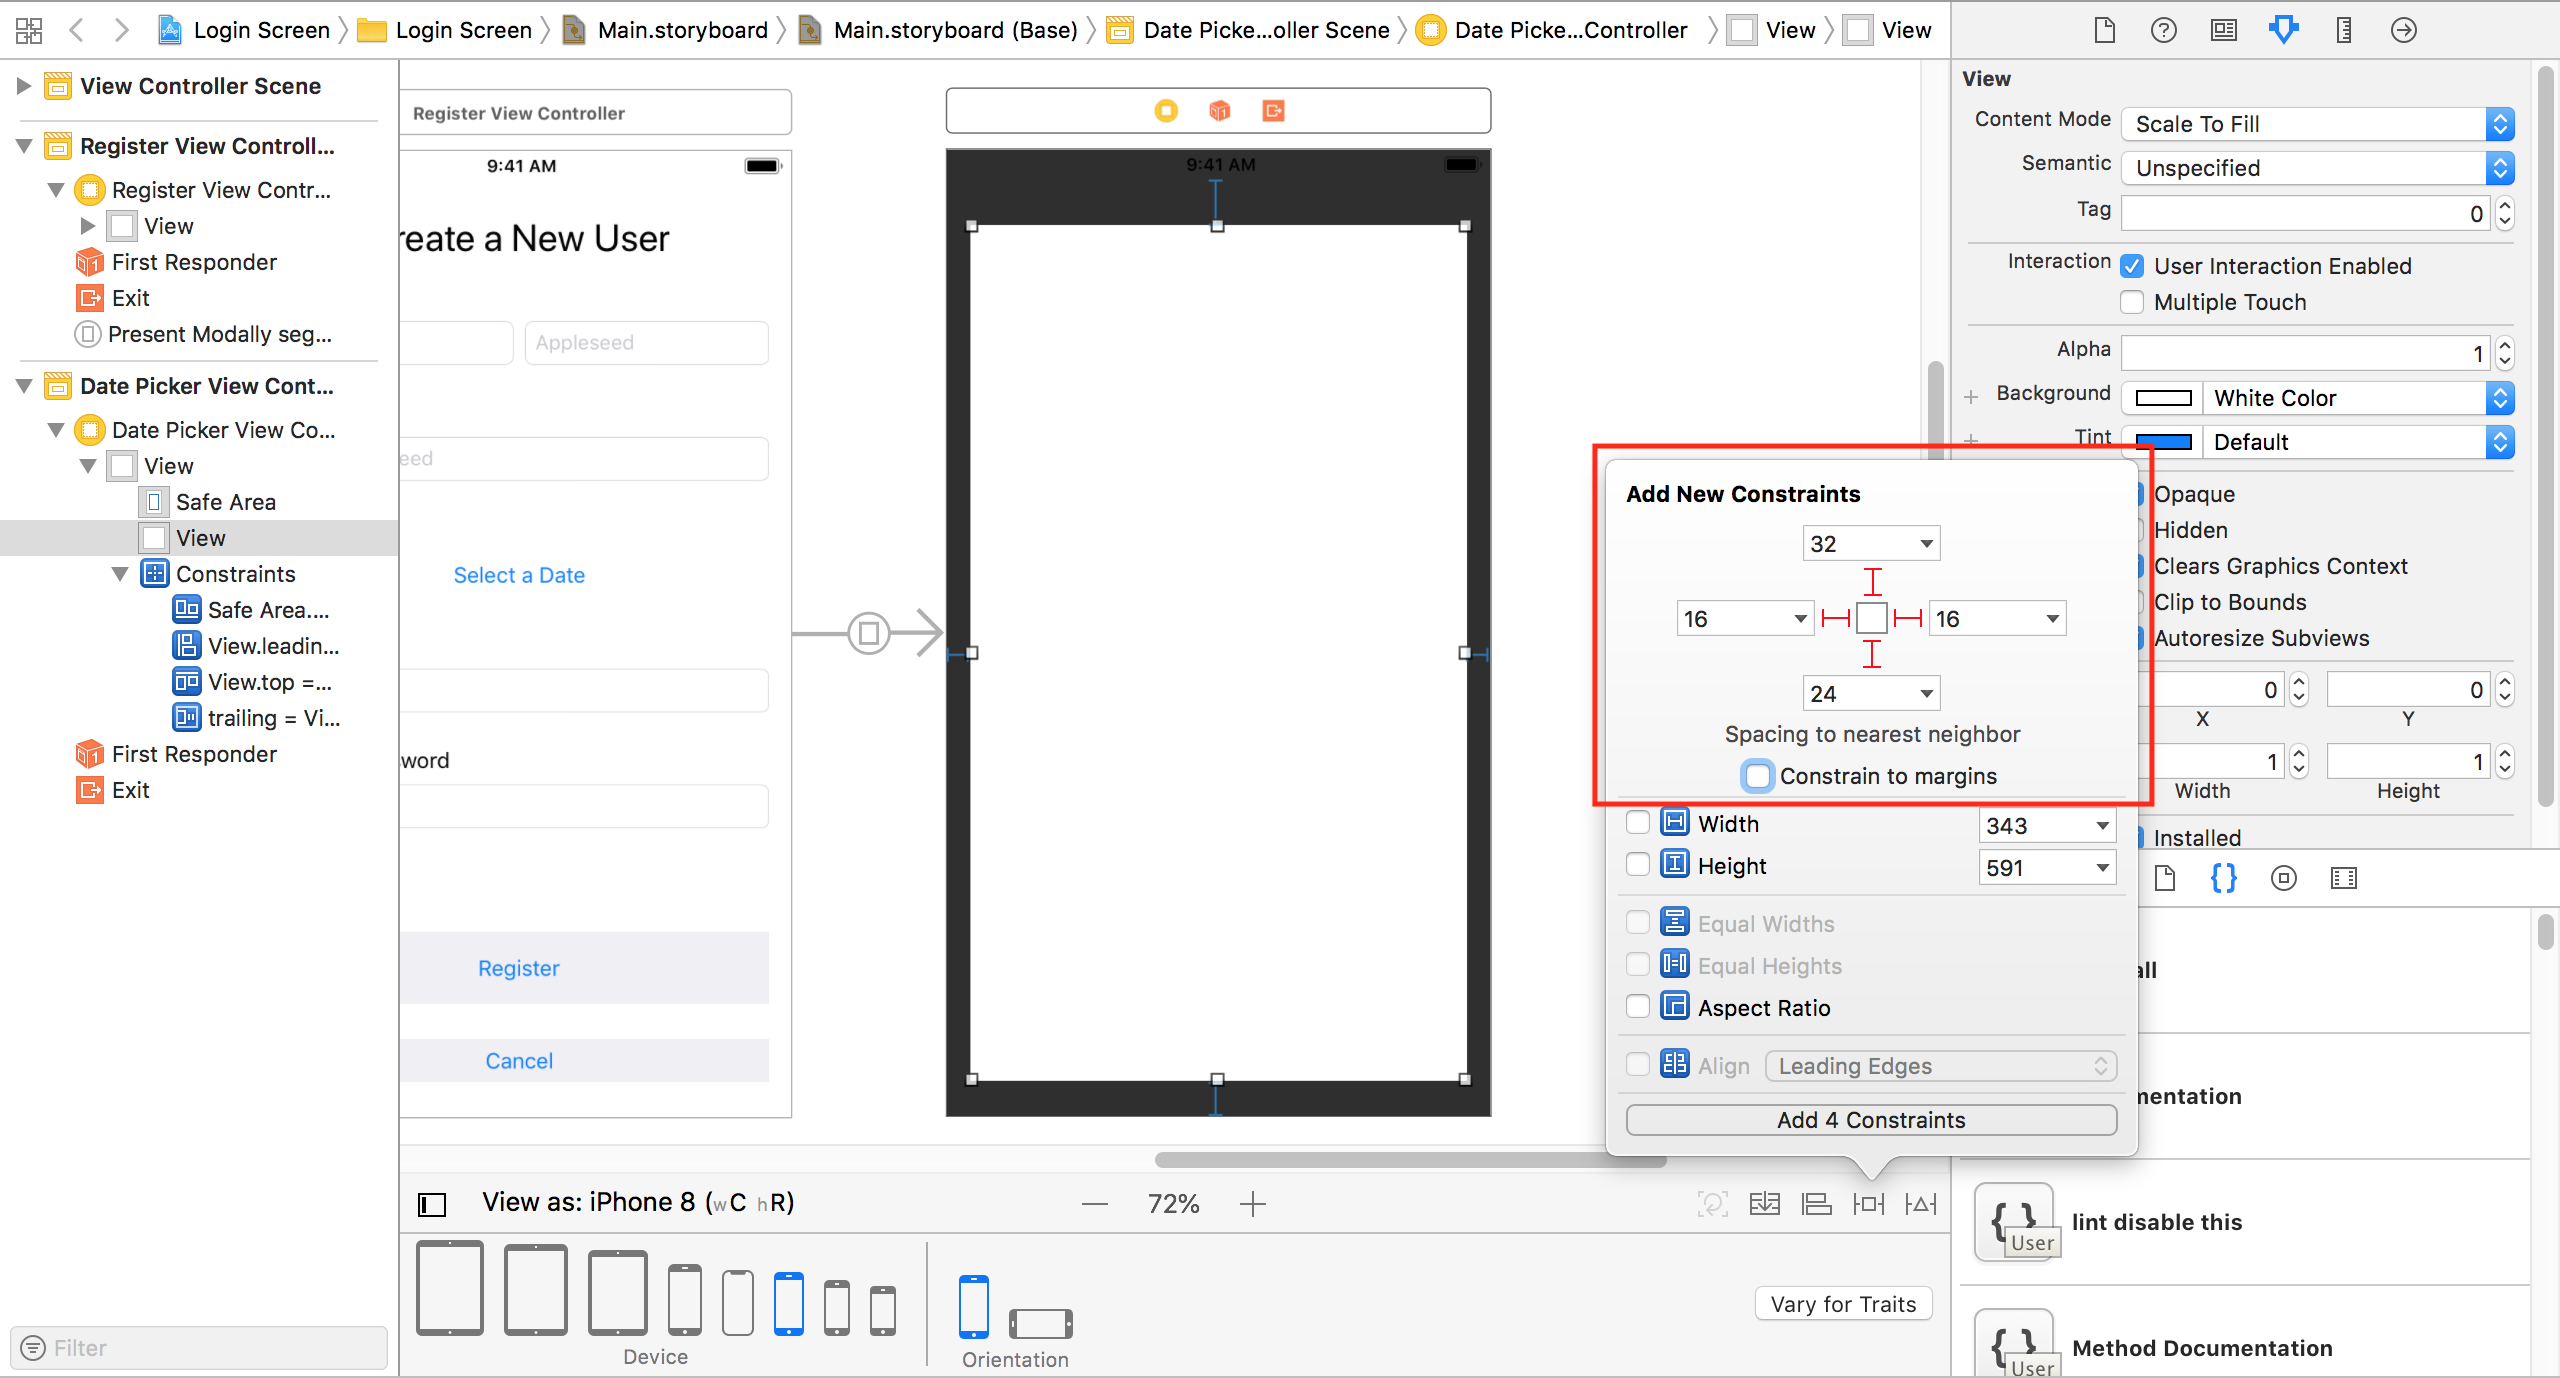 Login Screen
Login Screen
Main.storyboard
Main.storyboard (Base)
Date Picke...oller Scene
Date Picke...Controller
View
View
View Controller Scene
Register View Controll...
Register View Contr...
View
First Responder
Exit
Present Modally seg...
Date Picker View Cont...
Date Picker View Co...
View
Safe Area
View
Constraints
Safe Area....
View.leadin...
View.top =...
trailing = Vi...
First Responder
Exit
Filter
Register View Controller
9:41 AM
reate a New User
Appleseed
eed
Select a Date
word
Register
Cancel
9:41 AM
View as: iPhone 8 (wC hR)
72%
Device
Orientation
Vary for Traits
Add New Constraints
32
16
16
24
Spacing to nearest neighbor
Constrain to margins
Width
343
Height
591
Equal Widths
Equal Heights
Aspect Ratio
Align
Leading Edges
Add 4 Constraints
View
Content Mode
Scale To Fill
Semantic
Unspecified
Tag
0
Interaction
User Interaction Enabled
Multiple Touch
Alpha
1
Background
White Color
Tint
Default
Opaque
Hidden
Clears Graphics Context
Clip to Bounds
Autoresize Subviews
0
0
X
Y
1
1
Width
Height
Installed
{}
all
mentation
{ }
User
lint disable this
{ }
User
Method Documentation